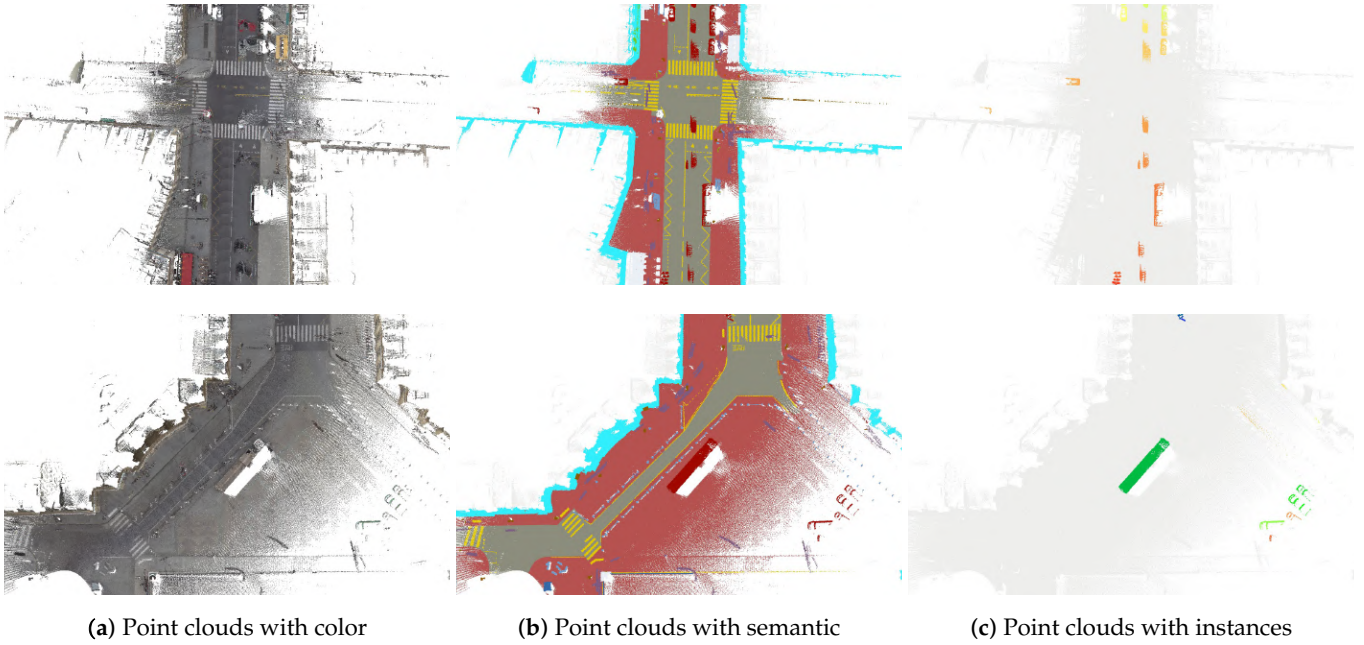 (a) Point clouds with color
(b) Point clouds with semantic
(c) Point clouds with instances